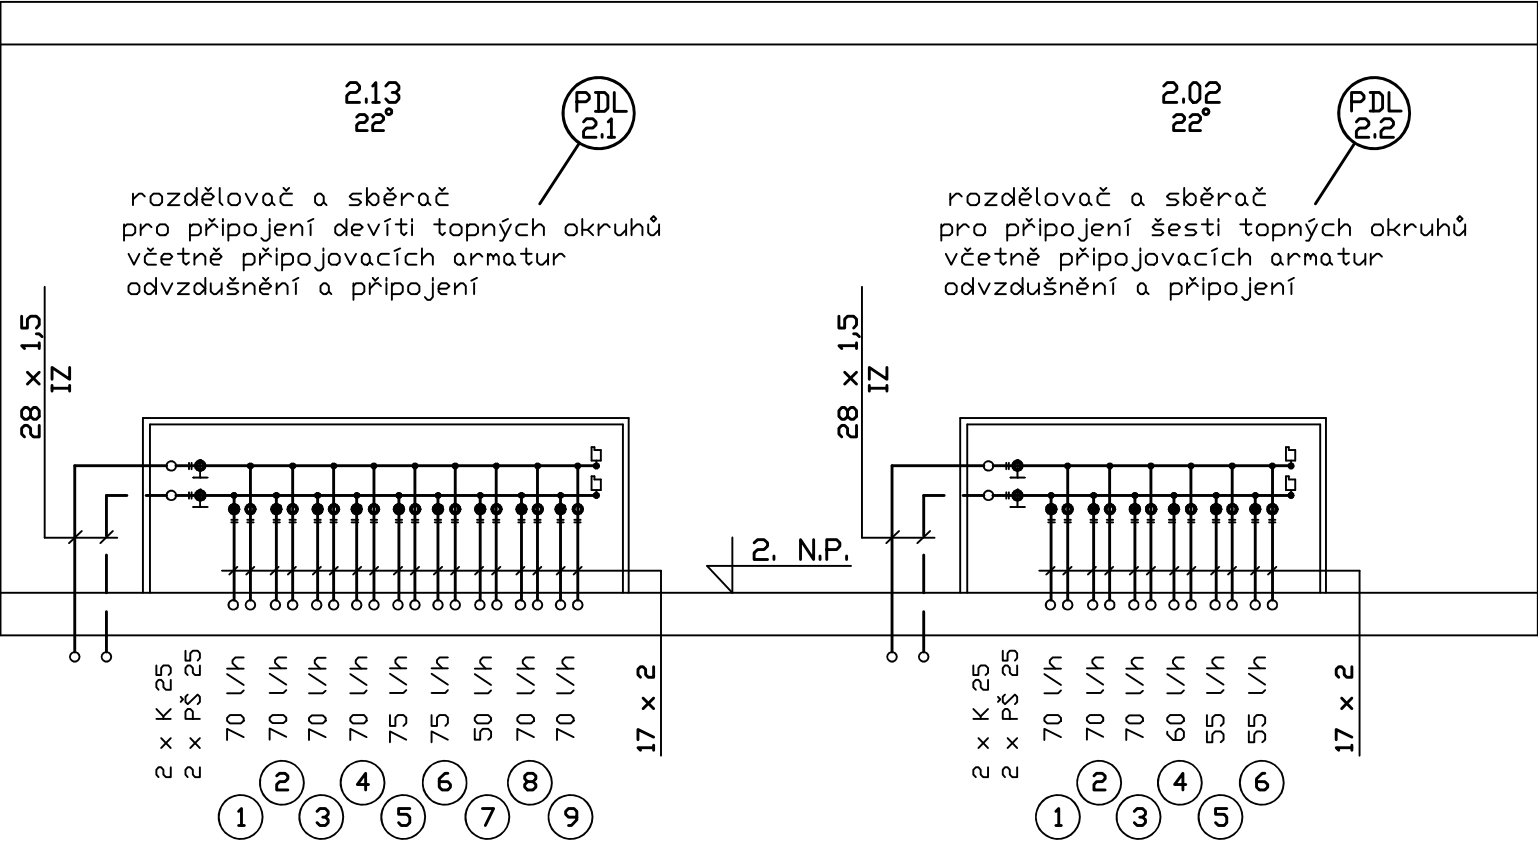 2.13
22°
PDL
2.1
rozdělovač a sběrač
pro připojení devíti topných okruhů
včetně připojovacích armatur
odvzdušnění a připojení
28 x 1,5
IZ
2 x K 25
2 x PŠ 25
70 l/h
70 l/h
70 l/h
70 l/h
75 l/h
75 l/h
50 l/h
70 l/h
70 l/h
17 x 2
1
2
3
4
5
6
7
8
9
2. N.P.
2.02
22°
PDL
2.2
rozdělovač a sběrač
pro připojení šesti topných okruhů
včetně připojovacích armatur
odvzdušnění a připojení
28 x 1,5
IZ
2 x K 25
2 x PŠ 25
70 l/h
70 l/h
70 l/h
60 l/h
55 l/h
55 l/h
17 x 2
1
2
3
4
5
6